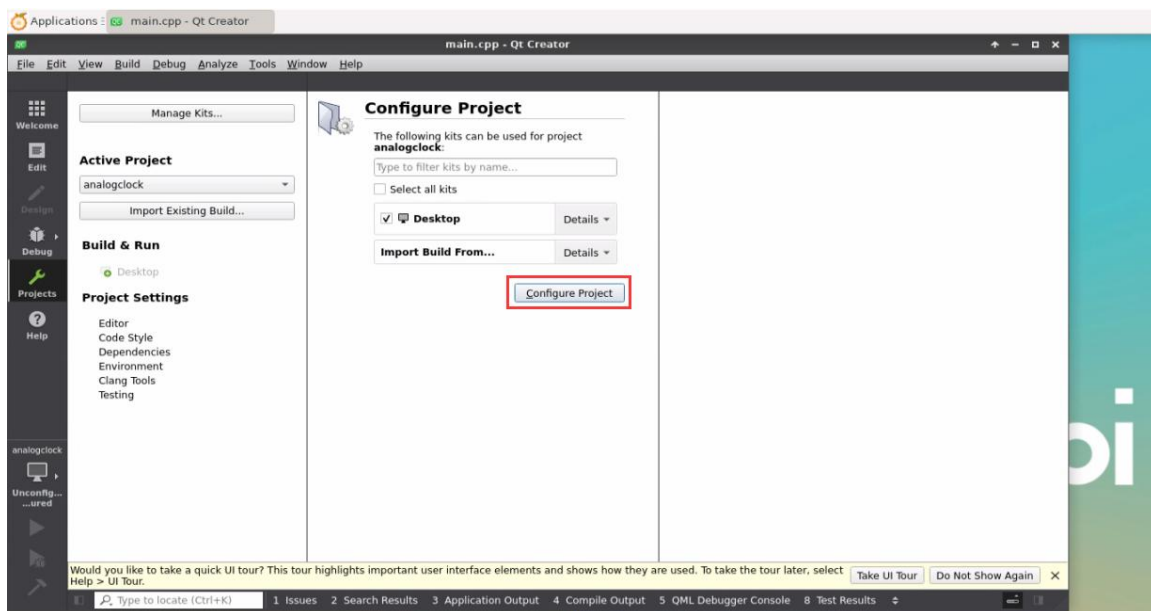 Applications
main.cpp - Qt Creator
main.cpp - Qt Creator
File Edit View Build Debug Analyze Tools Window Help
Welcome
Edit
Design
Debug
Projects
Help
analogclock
Unconfig...
...ured
Manage Kits...
Active Project
analogclock
Import Existing Build...
Build & Run
Desktop
Project Settings
Editor
Code Style
Dependencies
Environment
Clang Tools
Testing
Configure Project
The following kits can be used for project
analogclock:
Type to filter kits by name...
Select all kits
Desktop Details
Import Build From... Details
Configure Project
pi
Would you like to take a quick UI tour? This tour highlights important user interface elements and shows how they are used. To take the tour later, select
Help > UI Tour.
Take UI Tour Do Not Show Again
Type to locate (Ctrl+K) 1 Issues 2 Search Results 3 Application Output 4 Compile Output 5 QML Debugger Console 8 Test Results